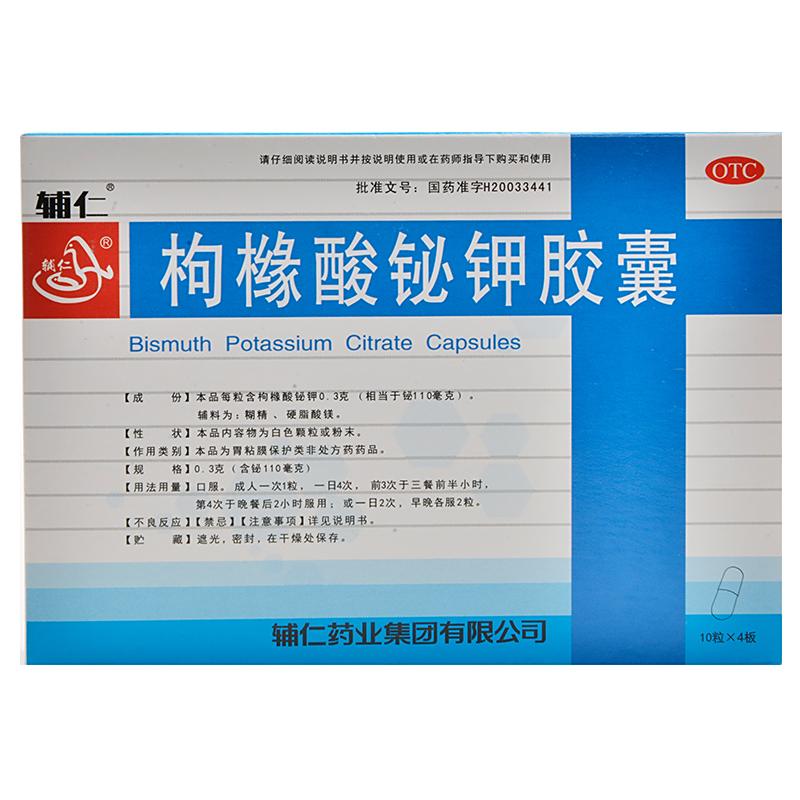 请仔细阅读说明书并按说明使用或在药师指导下购买和使用
OTC
批准文号：国药准字H20033441
辅仁®
辅仁®
枸橼酸铋钾胶囊
Bismuth Potassium Citrate Capsules
【成　份】本品每粒含枸橼酸铋钾0.3克（相当于铋110毫克）。
辅料为：糊精、硬脂酸镁。
【性　状】本品内容物为白色颗粒或粉末。
【作用类别】本品为胃粘膜保护类非处方药药品。
【规　格】0.3克（含铋110毫克）
【用法用量】口服。成人一次1粒，一日4次，前3次于三餐前半小时，
第4次于晚餐后2小时服用；或一日2次，早晚各服2粒。
【不良反应】【禁忌】【注意事项】详见说明书。
【贮　藏】遮光，密封，在干燥处保存。
辅仁药业集团有限公司
10粒×4板